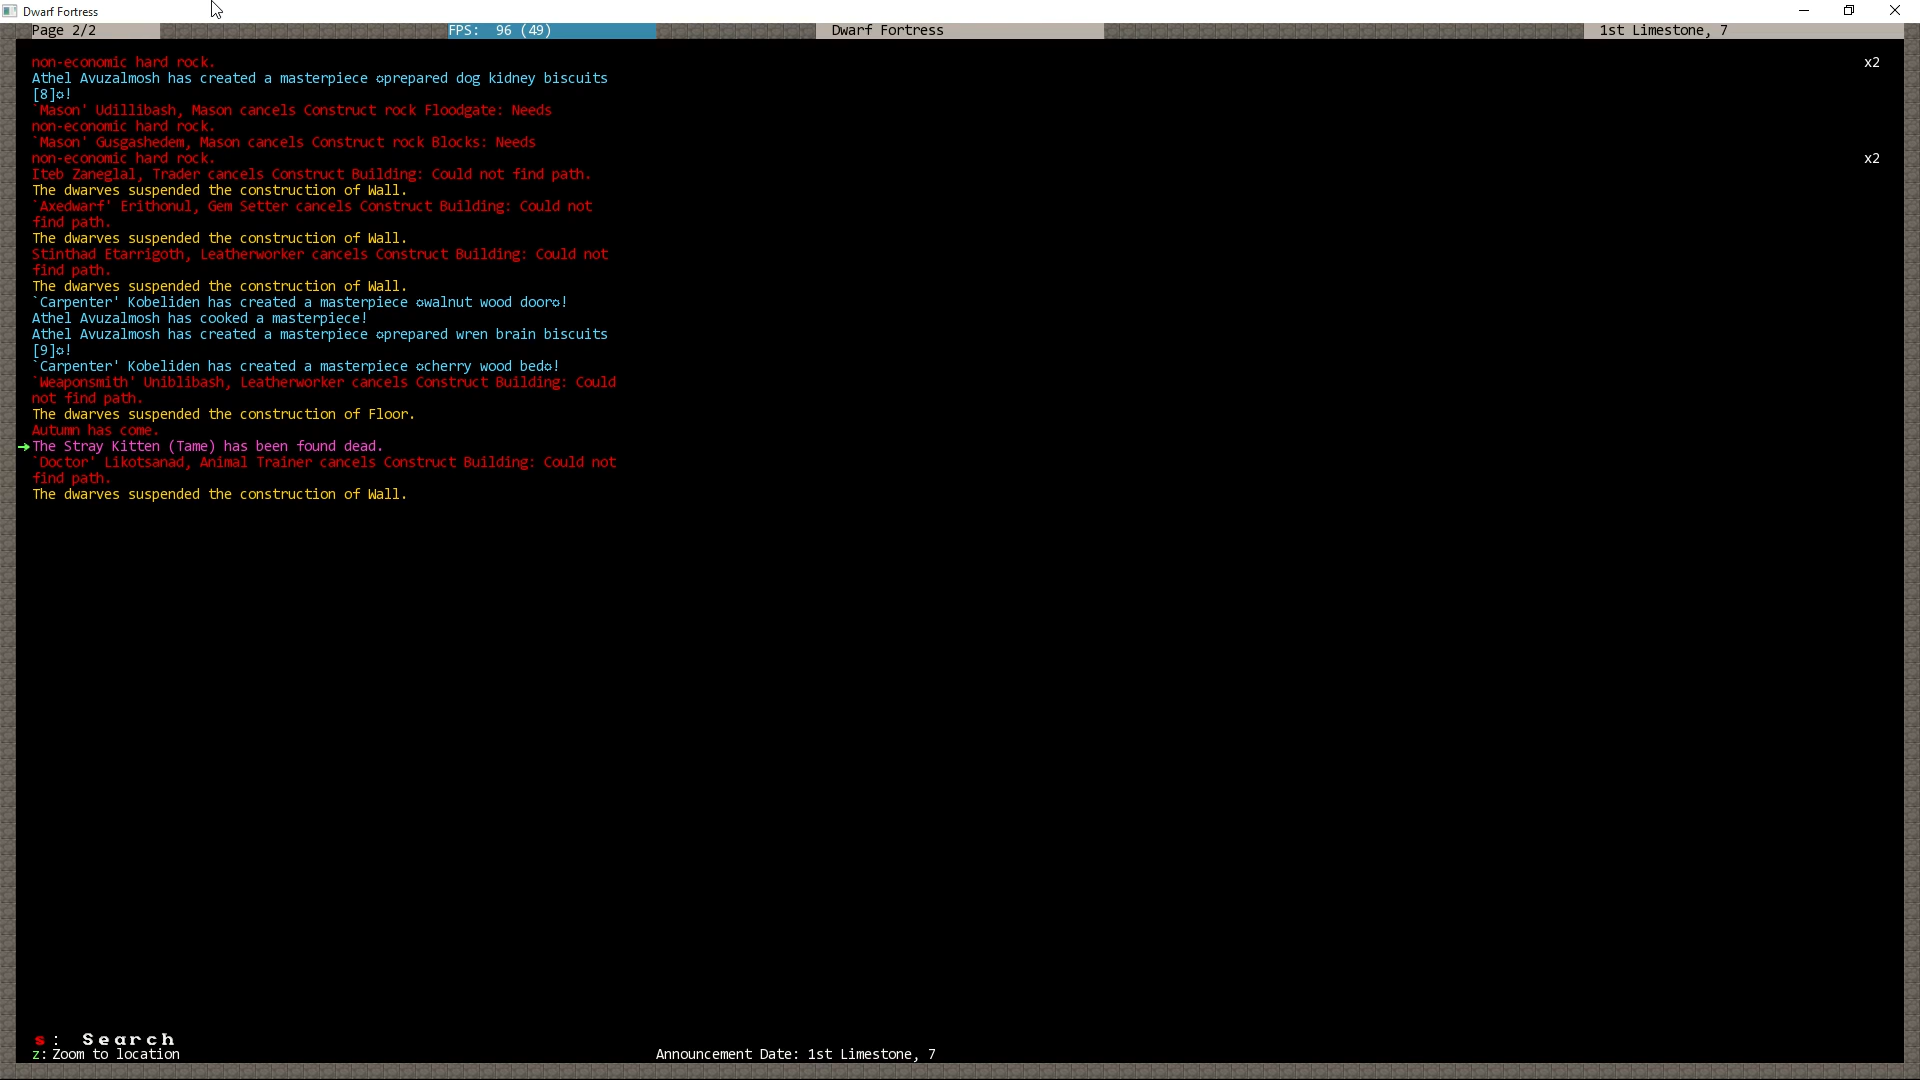 Dwarf Fortress
Page 2/2 FPS: 96 (49) Dwarf Fortress 1st Limestone, 7
non-economic hard rock. x2
Athel Avuzalmosh has created a masterpiece ☼prepared dog kidney biscuits
[8]☼!
`Mason' Udillibash, Mason cancels Construct rock Floodgate: Needs
non-economic hard rock.
`Mason' Gusgashedem, Mason cancels Construct rock Blocks: Needs
non-economic hard rock. x2
Iteb Zaneglal, Trader cancels Construct Building: Could not find path.
The dwarves suspended the construction of Wall.
`Axedwarf' Erithonul, Gem Setter cancels Construct Building: Could not
find path.
The dwarves suspended the construction of Wall.
Stinthad Etarrigoth, Leatherworker cancels Construct Building: Could not
find path.
The dwarves suspended the construction of Wall.
`Carpenter' Kobeliden has created a masterpiece ☼walnut wood door☼!
Athel Avuzalmosh has cooked a masterpiece!
Athel Avuzalmosh has created a masterpiece ☼prepared wren brain biscuits
[9]☼!
`Carpenter' Kobeliden has created a masterpiece ☼cherry wood bed☼!
`Weaponsmith' Uniblibash, Leatherworker cancels Construct Building: Could
not find path.
The dwarves suspended the construction of Floor.
Autumn has come.
→The Stray Kitten (Tame) has been found dead.
`Doctor' Likotsanad, Animal Trainer cancels Construct Building: Could not
find path.
The dwarves suspended the construction of Wall.
s: Search
z: Zoom to location Announcement Date: 1st Limestone, 7